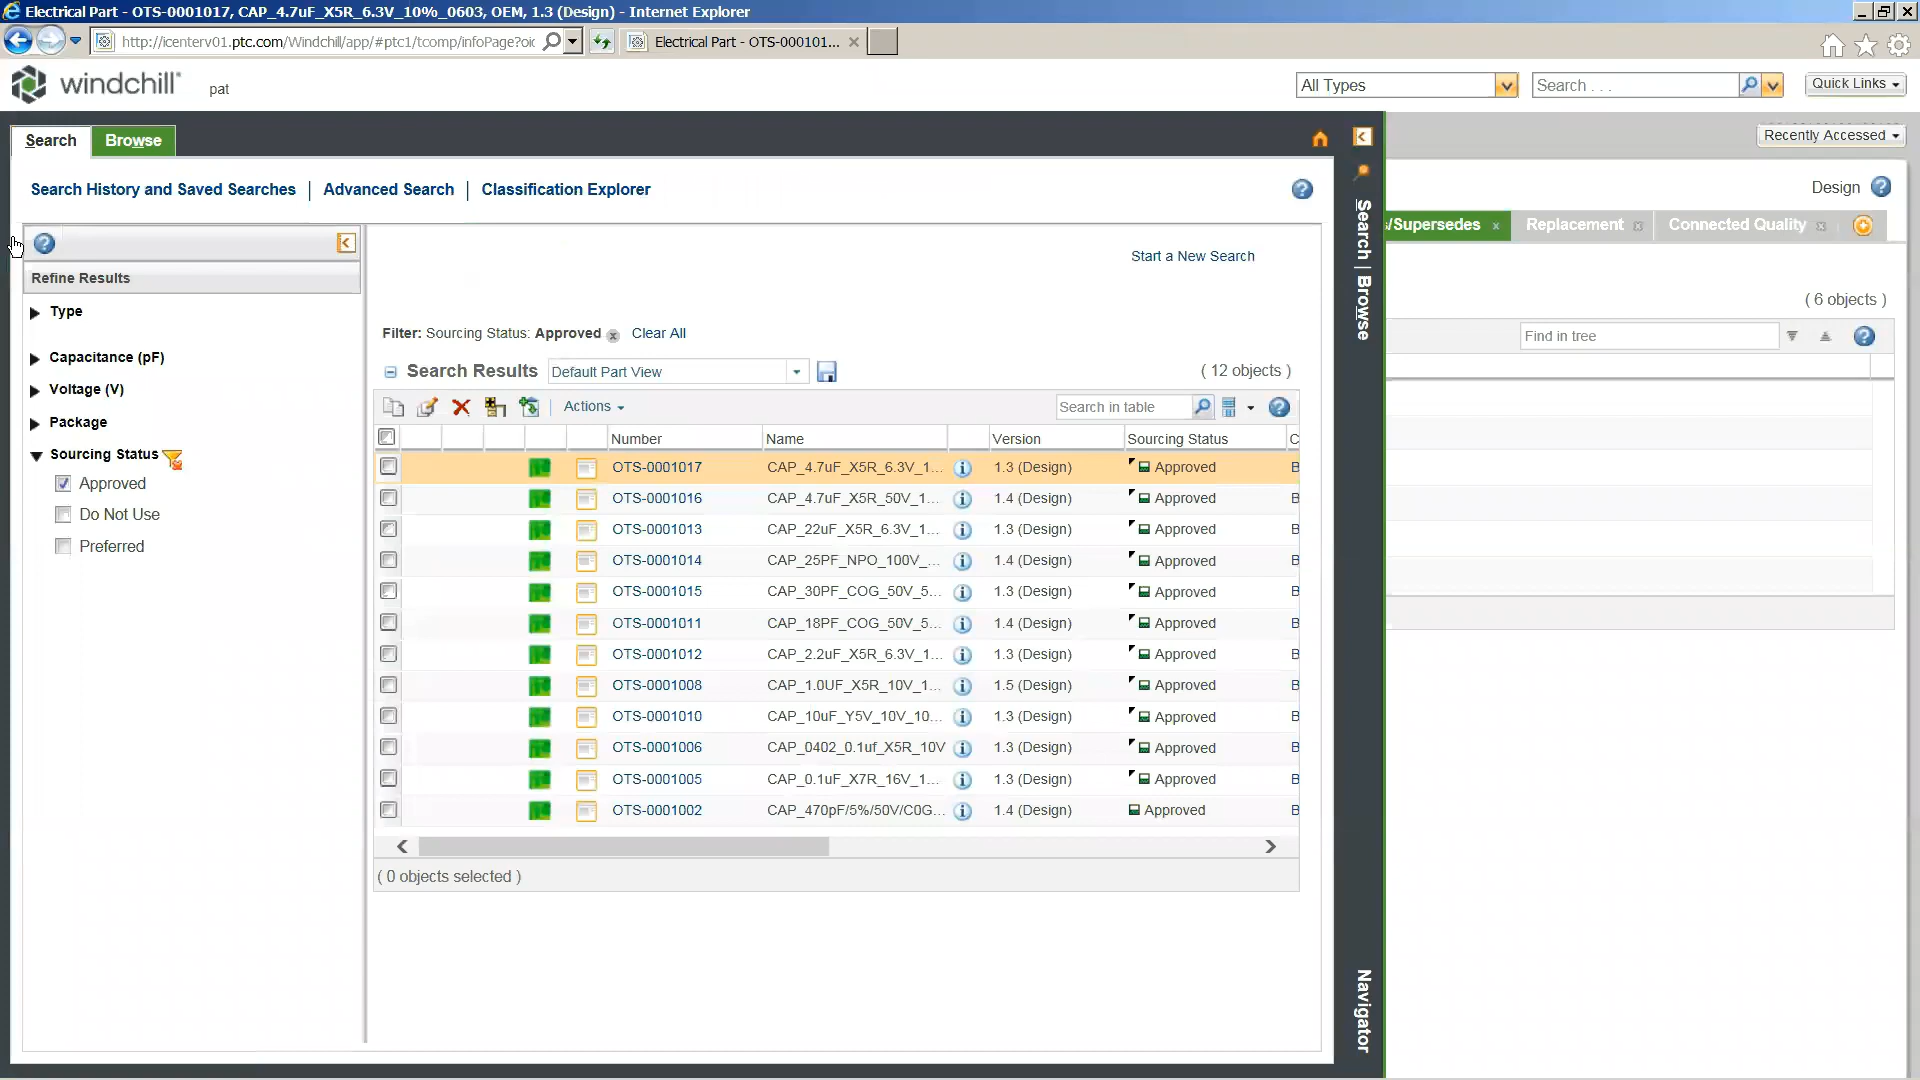 Electrical Part - OTS-0001017, CAP_4.7uF_X5R_6.3V_10%_0603, OEM, 1.3 (Design) - Internet Explorer
http://icenterv01.ptc.com/Windchill/app/#ptc1/tcomp/infoPage?oid
Electrical Part - OTS-000101...
windchill
pat
All Types
Search . . .
Quick Links
Search
Browse
Recently Accessed
Search History and Saved Searches | Advanced Search | Classification Explorer
Design
Search | Browse
/Supersedes
Replacement
Connected Quality
Start a New Search
Refine Results
( 6 objects )
Type
Filter: Sourcing Status: Approved
Clear All
Find in tree
Capacitance (pF)
Search Results
Default Part View
( 12 objects )
Voltage (V)
Actions
Search in table
Package
Number
Name
Version
Sourcing Status
C
Sourcing Status
Approved
Do Not Use
Preferred
OTS-0001017 CAP_4.7uF_X5R_6.3V_1... 1.3 (Design) Approved B
OTS-0001016 CAP_4.7uF_X5R_50V_1... 1.4 (Design) Approved B
OTS-0001013 CAP_22uF_X5R_6.3V_1... 1.3 (Design) Approved B
OTS-0001014 CAP_25PF_NPO_100V_... 1.4 (Design) Approved B
OTS-0001015 CAP_30PF_COG_50V_5... 1.3 (Design) Approved B
OTS-0001011 CAP_18PF_COG_50V_5... 1.4 (Design) Approved B
OTS-0001012 CAP_2.2uF_X5R_6.3V_1... 1.3 (Design) Approved B
OTS-0001008 CAP_1.0UF_X5R_10V_1... 1.5 (Design) Approved B
OTS-0001010 CAP_10uF_Y5V_10V_10... 1.3 (Design) Approved B
OTS-0001006 CAP_0402_0.1uf_X5R_10V 1.3 (Design) Approved B
OTS-0001005 CAP_0.1uF_X7R_16V_1... 1.3 (Design) Approved B
OTS-0001002 CAP_470pF/5%/50V/C0G... 1.4 (Design) Approved B
( 0 objects selected )
Navigator